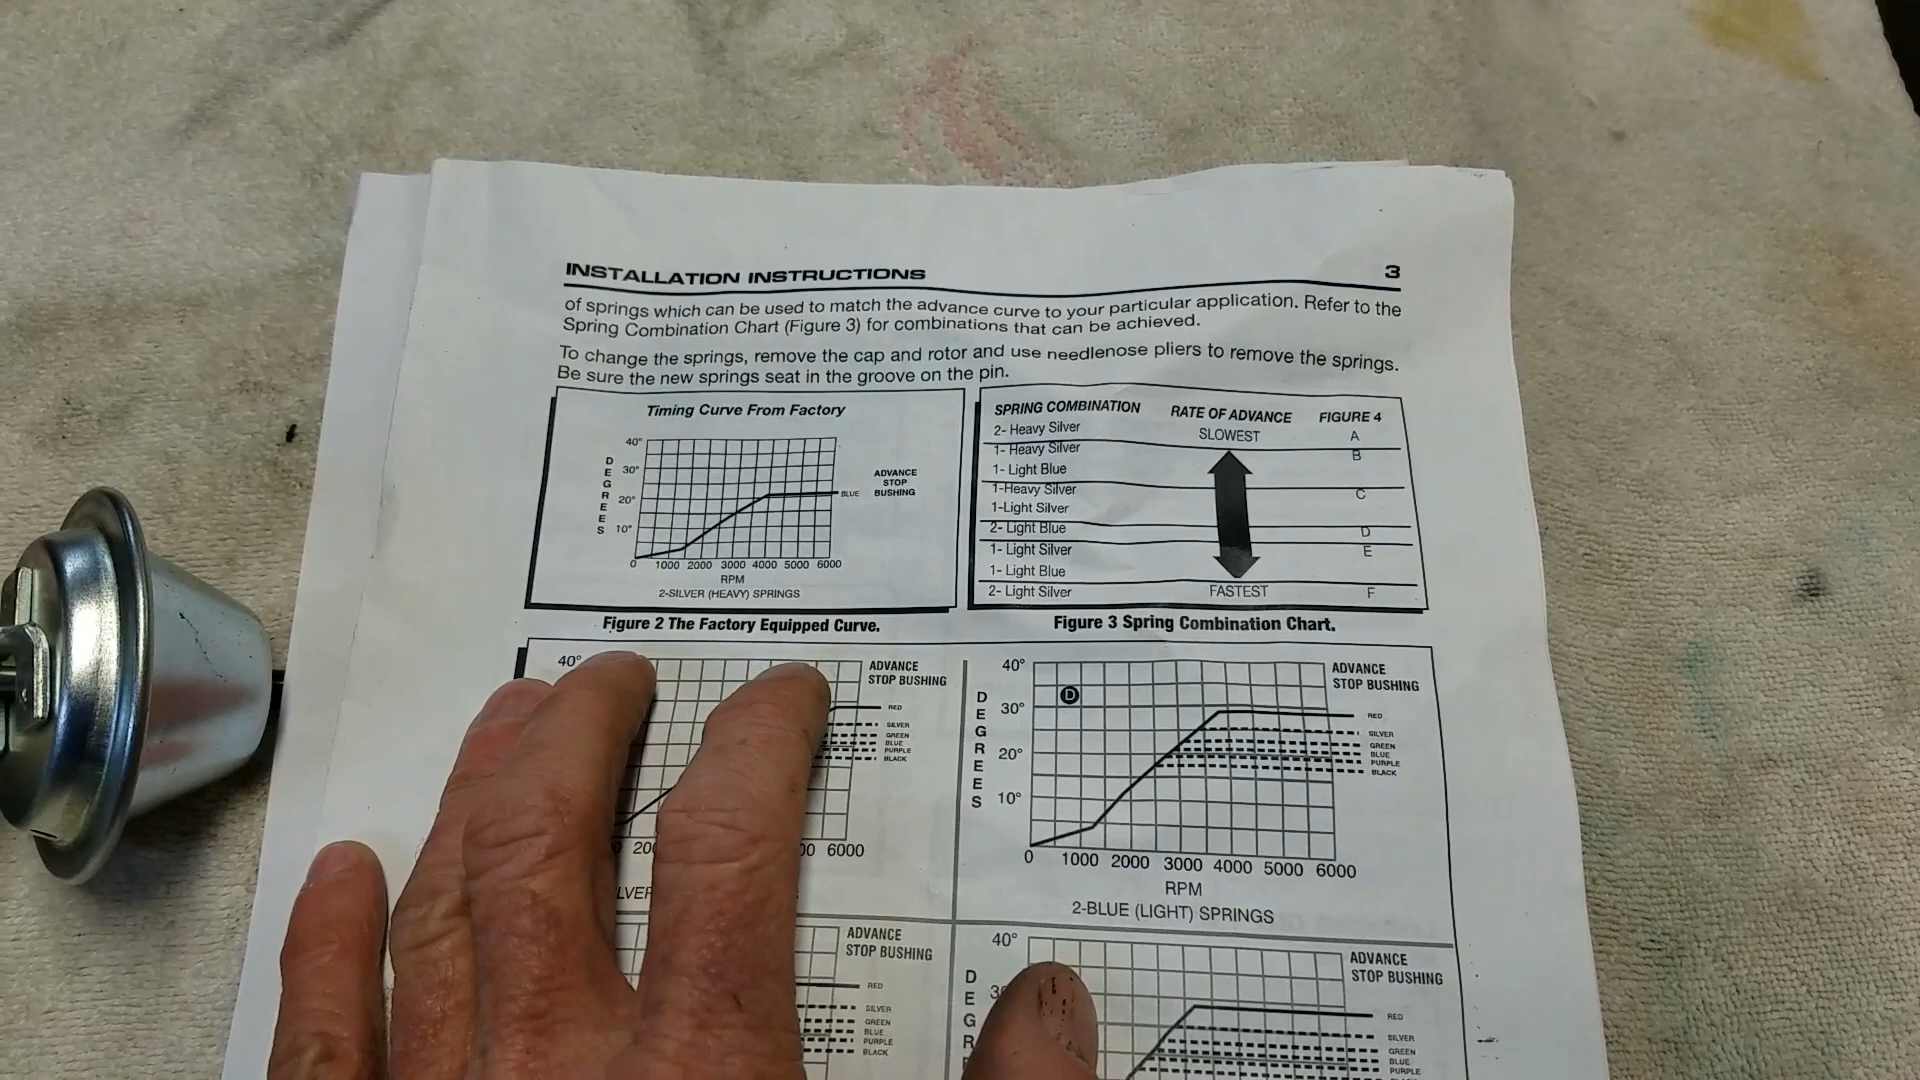 INSTALLATION INSTRUCTIONS 3
of springs which can be used to match the advance curve to your particular application. Refer to the
Spring Combination Chart (Figure 3) for combinations that can be achieved.
To change the springs, remove the cap and rotor and use needlenose pliers to remove the springs.
Be sure the new springs seat in the groove on the pin.
Timing Curve From Factory
40°
30°
20°
10°
DEGREES
BLUE
ADVANCE
STOP
BUSHING
0 1000 2000 3000 4000 5000 6000
RPM
2-SILVER (HEAVY) SPRINGS
Figure 2 The Factory Equipped Curve.
SPRING COMBINATION RATE OF ADVANCE FIGURE 4
2- Heavy Silver SLOWEST A
1- Heavy Silver B
1- Light Blue
1-Heavy Silver C
1-Light Silver
2- Light Blue D
1- Light Silver E
1- Light Blue
2- Light Silver FASTEST F
Figure 3 Spring Combination Chart.
40°
ADVANCE
STOP BUSHING
RED
SILVER
GREEN
BLUE
PURPLE
BLACK
6000
40°
30°
20°
10°
DEGREES
D
ADVANCE
STOP BUSHING
RED
SILVER
GREEN
BLUE
PURPLE
BLACK
0 1000 2000 3000 4000 5000 6000
RPM
2-BLUE (LIGHT) SPRINGS
ADVANCE
STOP BUSHING
RED
SILVER
GREEN
BLUE
PURPLE
BLACK
40°
DEGR
ADVANCE
STOP BUSHING
RED
SILVER
GREEN
BLUE
PURPLE